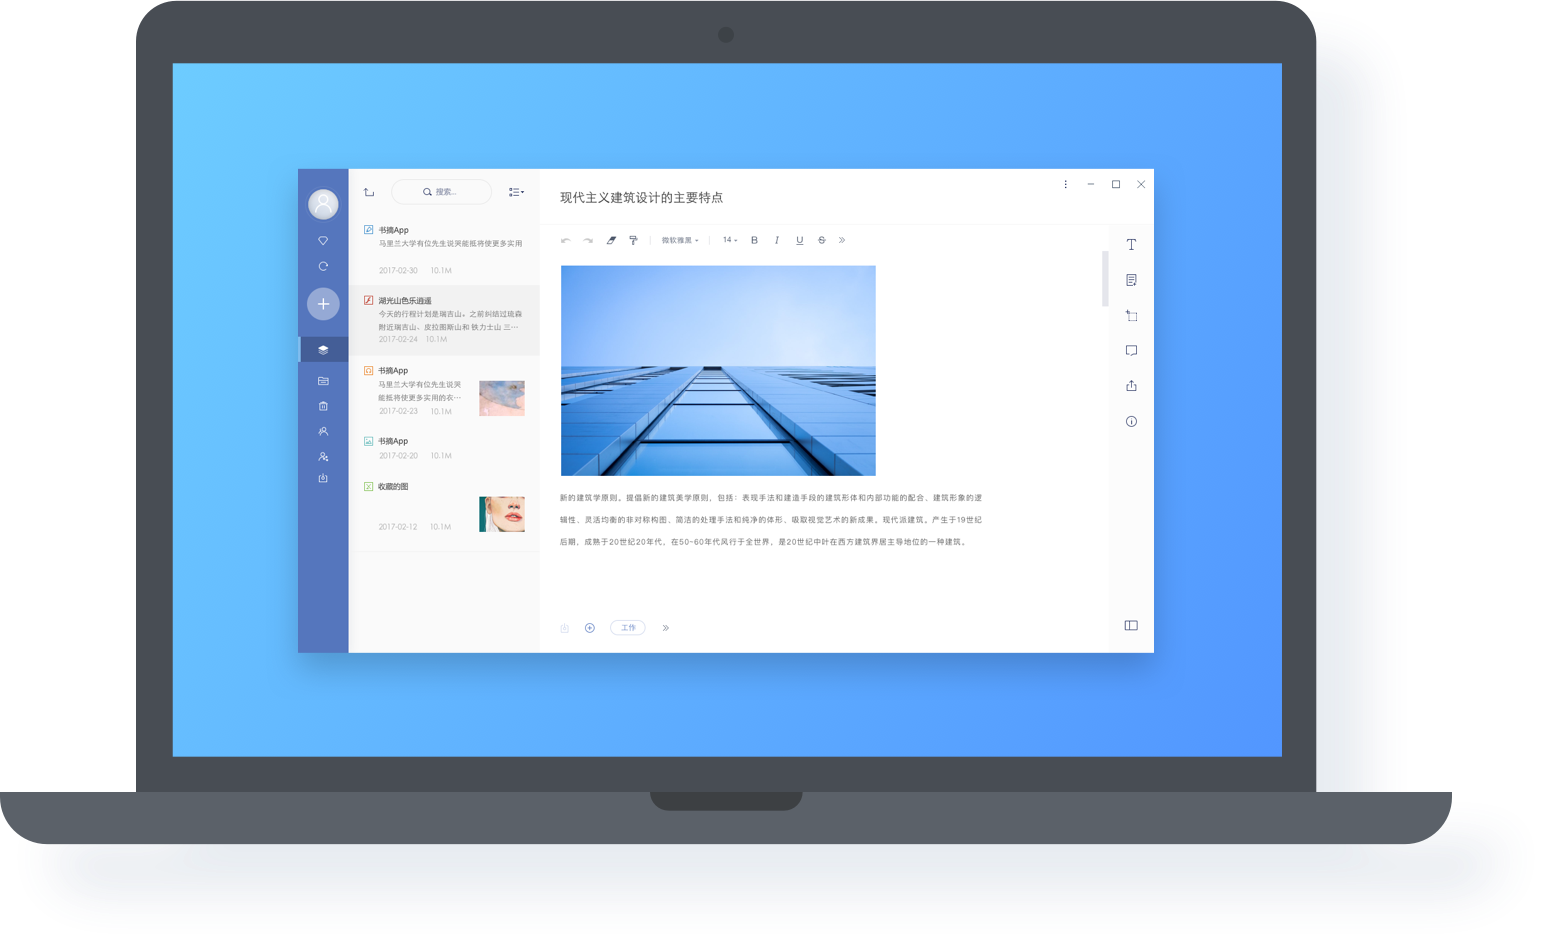 搜索...
书摘App
马里兰大学有位先生说哭能抵将使更多实用
2017-02-30 10.1M
湖光山色乐逍遥
今天的行程计划是瑞吉山。之前纠结过琉森
附近瑞吉山、皮拉图斯山和 铁力士山 三…
2017-02-24 10.1M
书摘App
马里兰大学有位先生说哭
能抵将使更多实用的衣…
2017-02-23 10.1M
书摘App
2017-02-20 10.1M
收藏的图
2017-02-12 10.1M
现代主义建筑设计的主要特点
微软雅黑 14 B I U S
新的建筑学原则。提倡新的建筑美学原则，包括：表现手法和建造手段的建筑形体和内部功能的配合、建筑形象的逻
辑性、灵活均衡的非对称构图、简洁的处理手法和纯净的体形、吸取视觉艺术的新成果。现代派建筑。产生于19世纪
后期，成熟于20世纪20年代，在50-60年代风行于全世界，是20世纪中叶在西方建筑界居主导地位的一种建筑。
工作